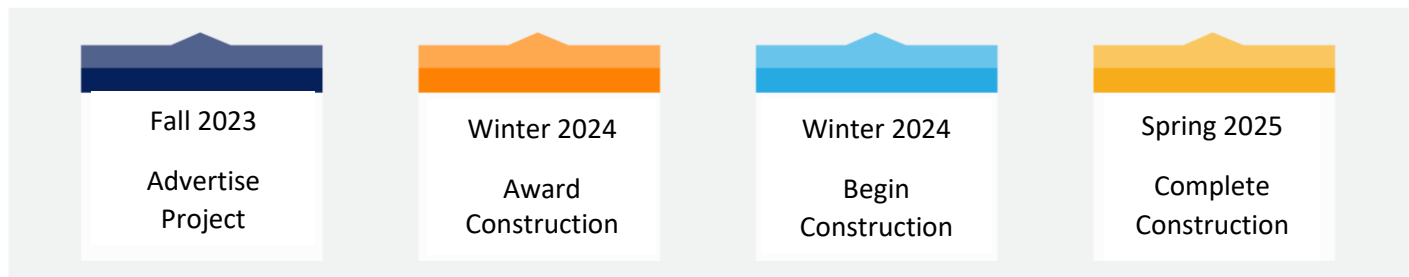 Fall 2023
Advertise
Project
Winter 2024
Award
Construction
Winter 2024
Begin
Construction
Spring 2025
Complete
Construction